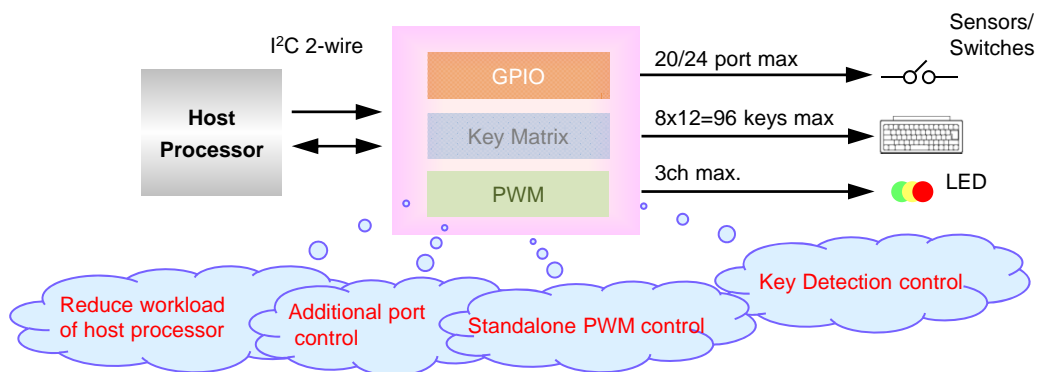 Sensors/
Switches
I²C 2-wire
GPIO
20/24 port max
Host
Processor
Key Matrix
8x12=96 keys max
PWM
3ch max.
LED
Key Detection control
Reduce workload
of host processor
Additional port
control
Standalone PWM control